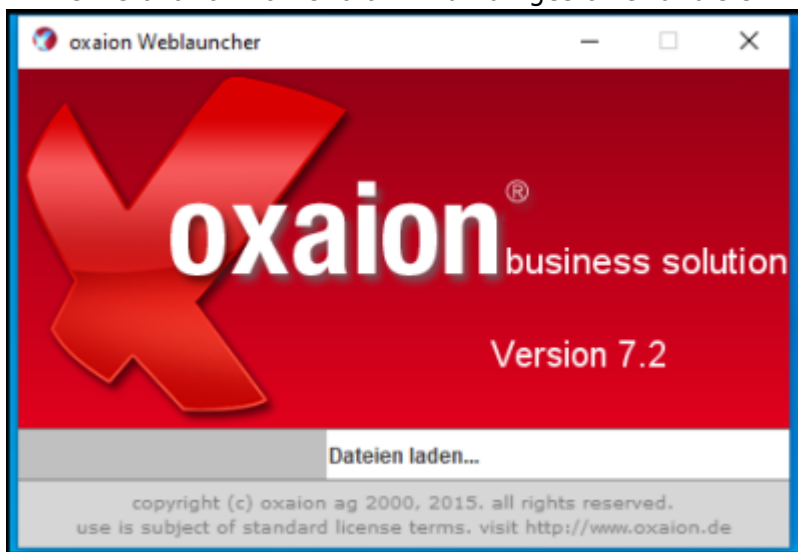 oxaion Weblauncher
oxaion®
business solution
Version 7.2
Dateien laden...
copyright (c) oxaion ag 2000, 2015. all rights reserved.
use is subject of standard license terms. visit http://www.oxaion.de